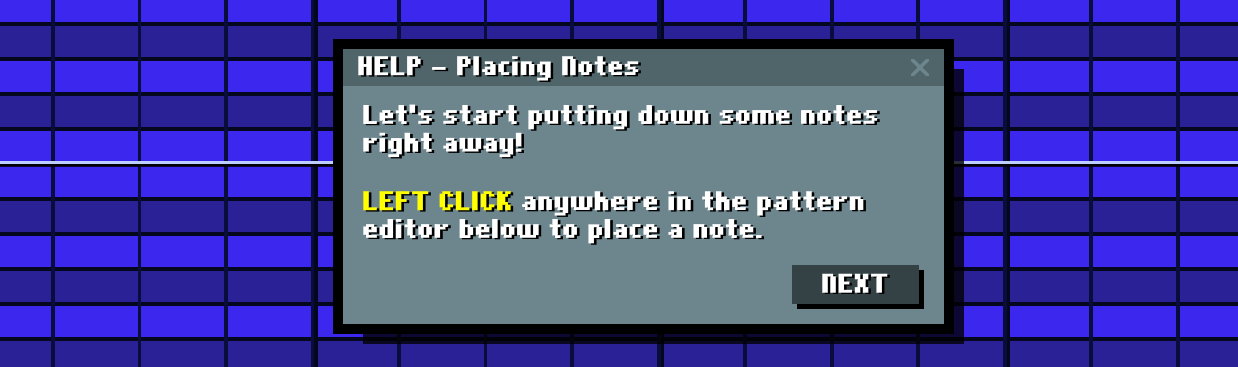 HELP - Placing Notes
Let's start putting down some notes
right away!
LEFT CLICK anywhere in the pattern
editor below to place a note.
NEXT